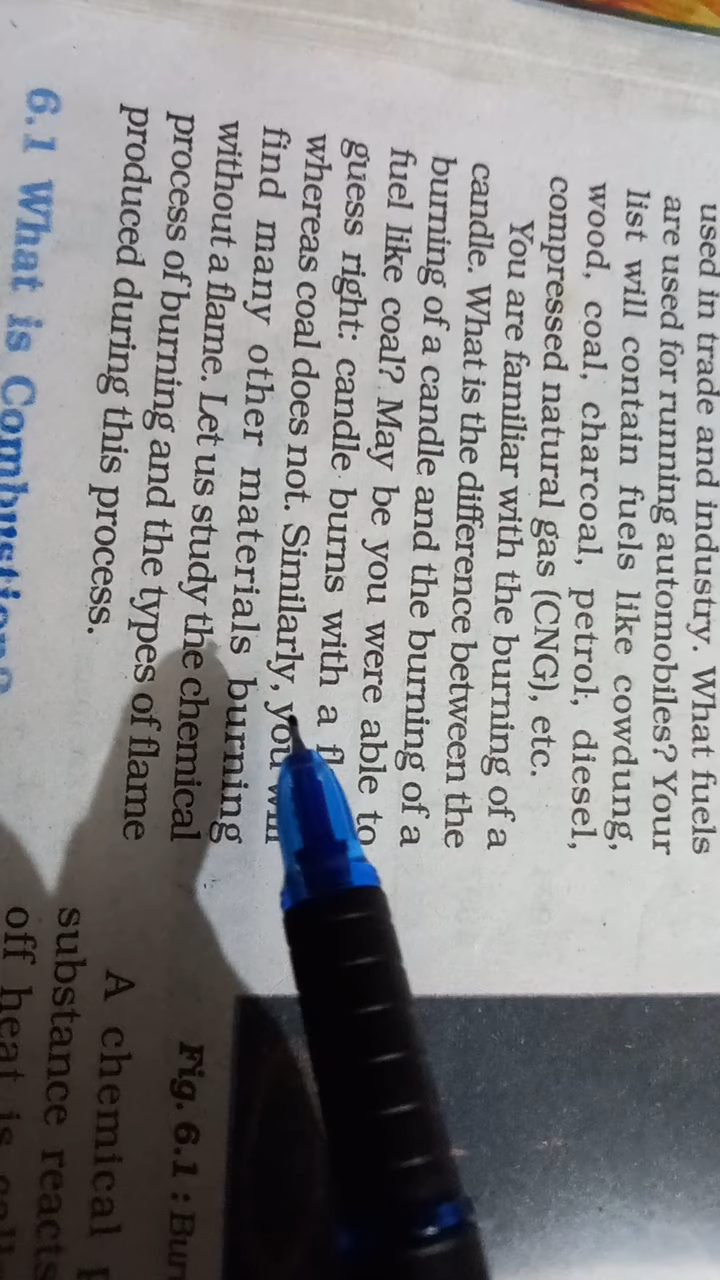 used in trade and industry. What fuels
are used for running automobiles? Your
list will contain fuels like cowdung,
wood, coal, charcoal, petrol, diesel,
compressed natural gas (CNG), etc.
You are familiar with the burning of a
candle. What is the difference between the
burning of a candle and the burning of a
fuel like coal? May be you were able to
guess right: candle burns with a
whereas coal does not. Similarly, you will
find many other materials burning
without a flame. Let us study the chemical
process of burning and the types of flame
produced during this process.
6.1 What is Combustion?
Fig. 6.1 :
A chemical
substance reacts
off heat is